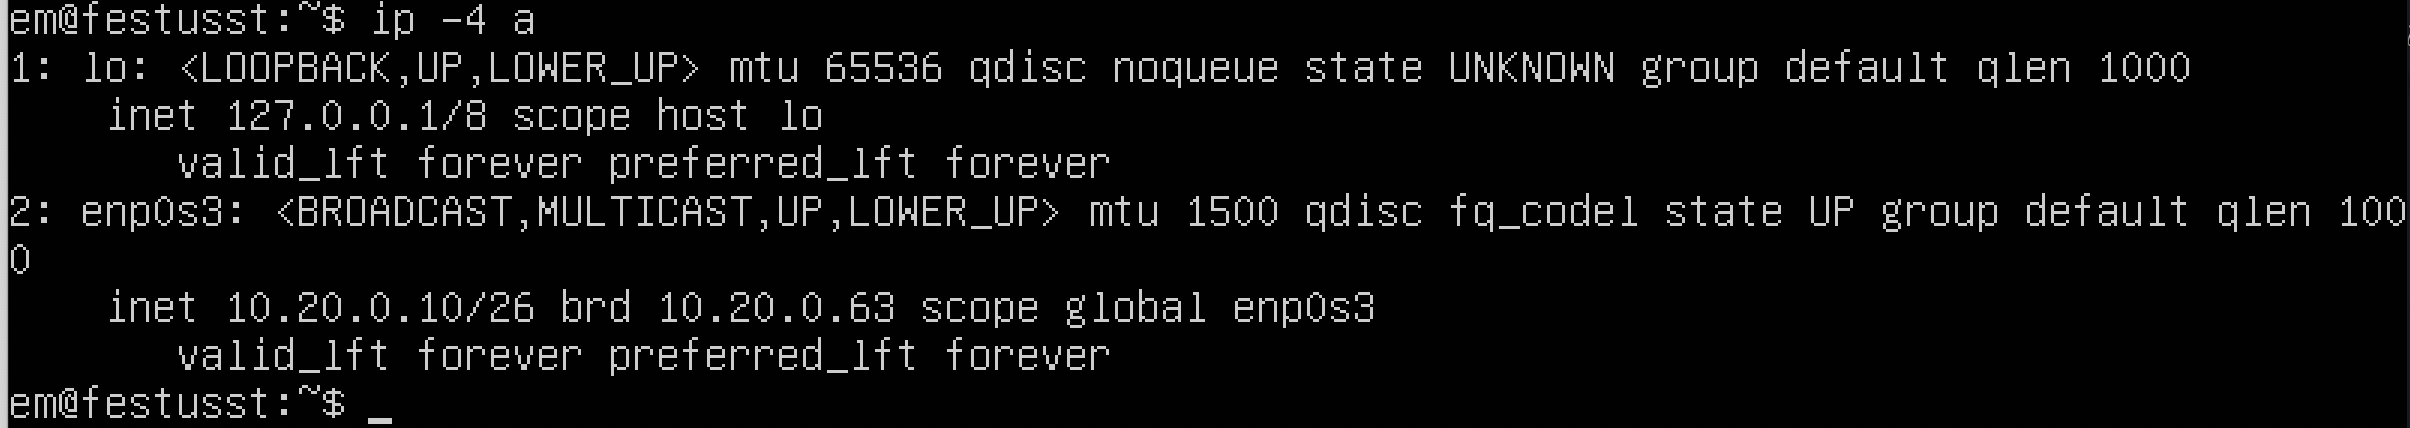 em@festusst:~$ ip -4 a
1: lo: <LOOPBACK,UP,LOWER_UP> mtu 65536 qdisc noqueue state UNKNOWN group default qlen 1000
    inet 127.0.0.1/8 scope host lo
       valid_lft forever preferred_lft forever
2: enp0s3: <BROADCAST,MULTICAST,UP,LOWER_UP> mtu 1500 qdisc fq_codel state UP group default qlen 100
0
    inet 10.20.0.10/26 brd 10.20.0.63 scope global enp0s3
       valid_lft forever preferred_lft forever
em@festusst:~$ _